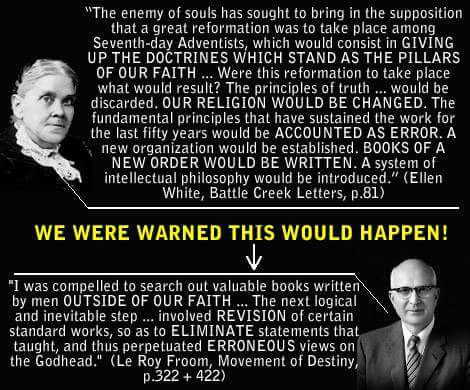 “The enemy of souls has sought to bring in the supposition
that a great reformation was to take place among
Seventh-day Adventists, which would consist in GIVING
UP THE DOCTRINES WHICH STAND AS THE PILLARS
OF OUR FAITH ... Were this reformation to take place
what would result? The principles of truth ... would be
discarded. OUR RELIGION WOULD BE CHANGED. The
fundamental principles that have sustained the work for
the last fifty years would be ACCOUNTED AS ERROR. A
new organization would be established. BOOKS OF A
NEW ORDER WOULD BE WRITTEN. A system of
intellectual philosophy would be introduced.” (Ellen
White, Battle Creek Letters, p.81)
WE WERE WARNED THIS WOULD HAPPEN!
"I was compelled to search out valuable books written
by men OUTSIDE OF OUR FAITH ... The next logical
and inevitable step ... involved REVISION of certain
standard works, so as to ELIMINATE statements that
taught, and thus perpetuated ERRONEOUS views on
the Godhead." (Le Roy Froom, Movement of Destiny,
p.322 + 422)